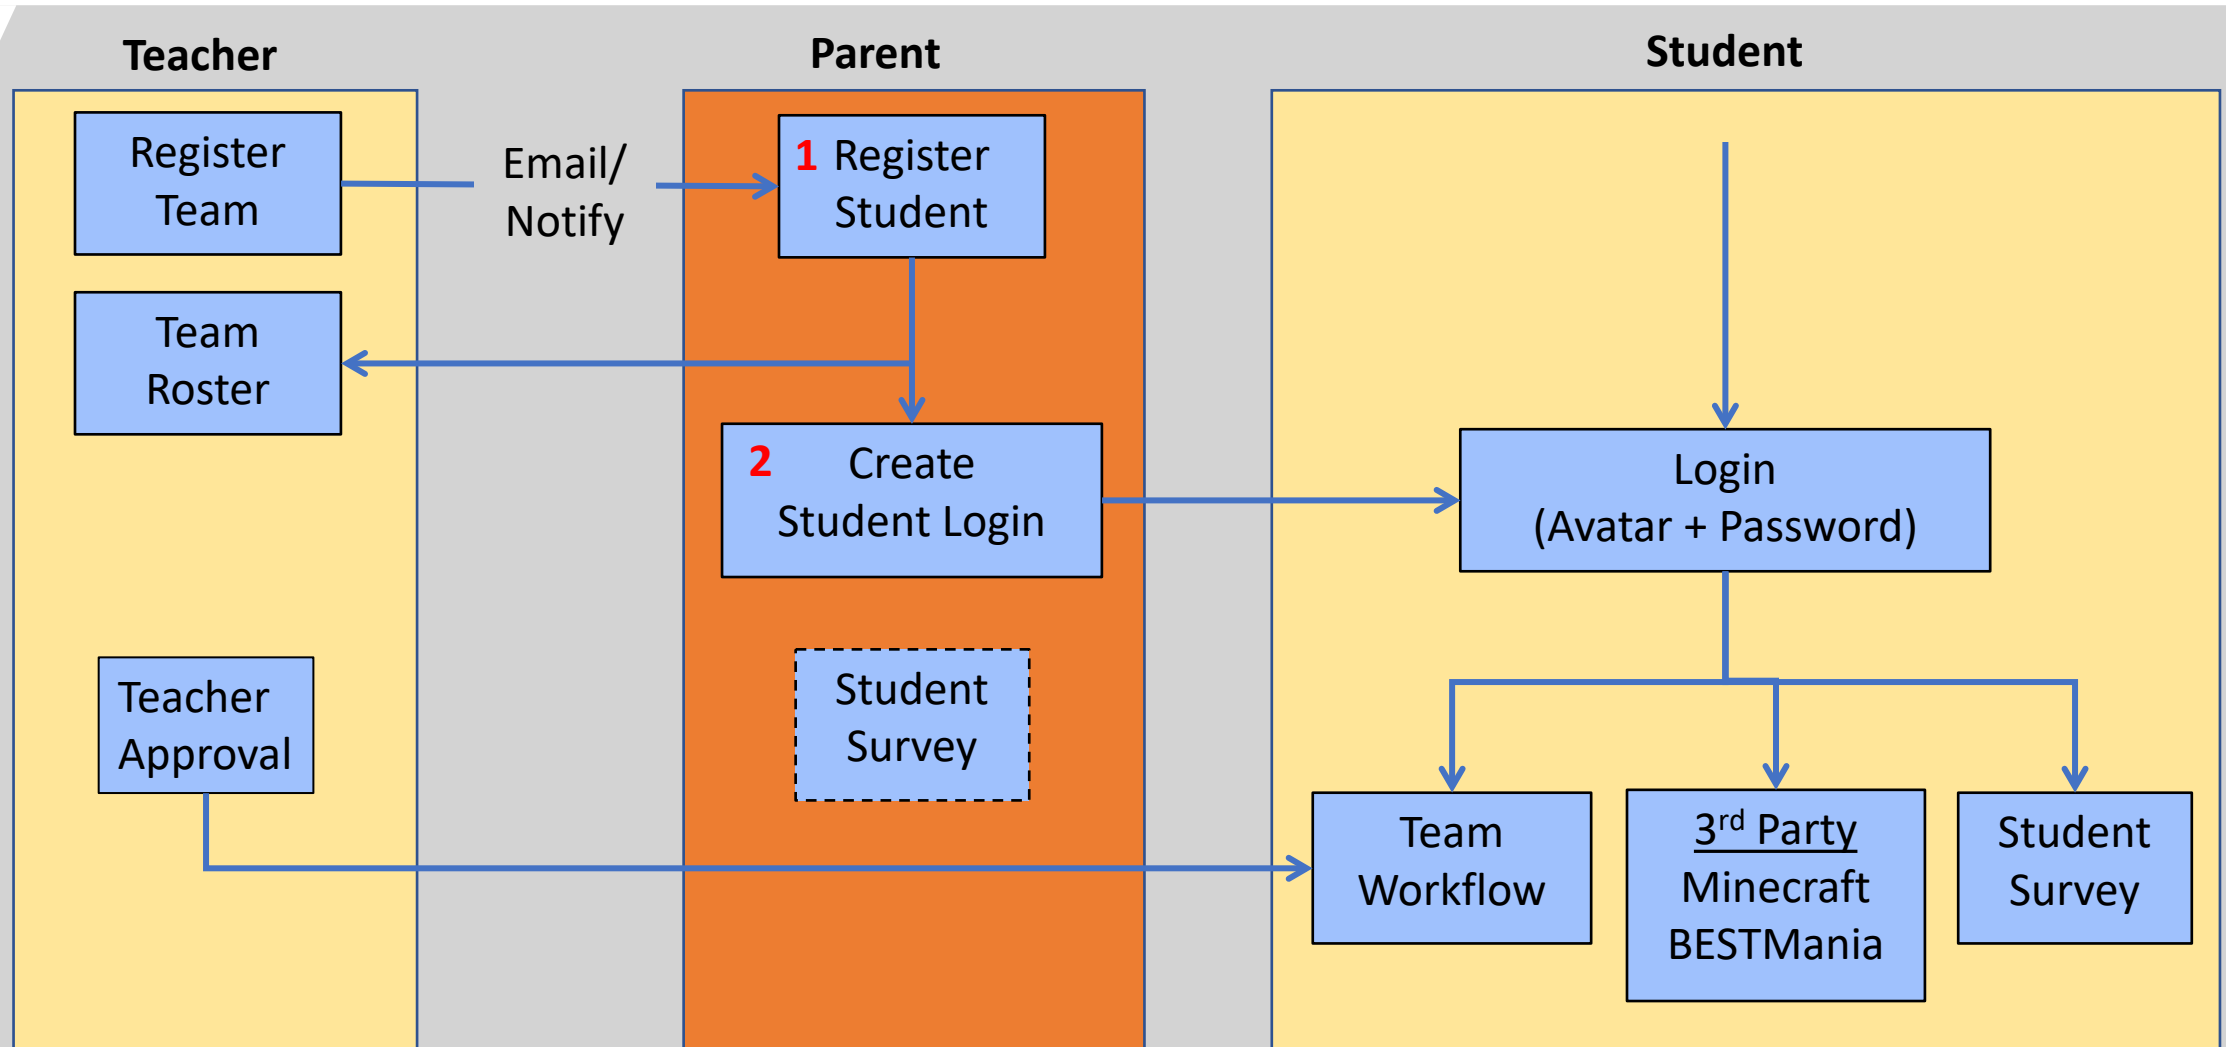 Teacher
Parent
Student
Register
Team
Email/
Notify
1 Register
Student
Team
Roster
2 Create
Student Login
Login
(Avatar + Password)
Teacher
Approval
Student
Survey
Team
Workflow
3rd Party
Minecraft
BESTMania
Student
Survey